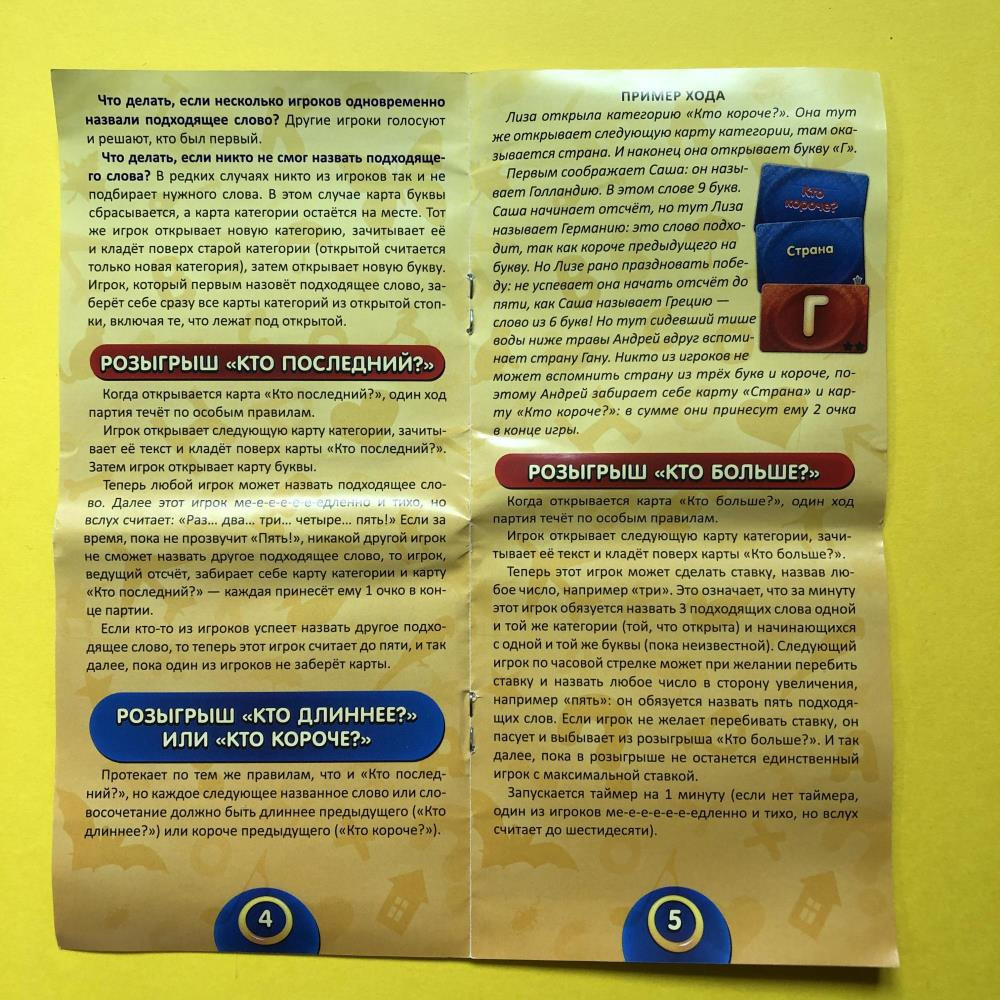 Что делать, если несколько игроков одновременно
назвали подходящее слово? Другие игроки голосуют
и решают, кто был первый.
Что делать, если никто не смог назвать подходяще-
го слова? В редких случаях никто из игроков так и не
подбирает нужного слова. В этом случае карта буквы
сбрасывается, а карта категории остаётся на месте. Тот
же игрок открывает новую категорию, зачитывает её
и кладёт поверх старой категории (открытой считается
только новая категория), затем открывает новую букву.
Игрок, который первым назовёт подходящее слово, за-
берёт себе сразу все карты категорий из открытой стоп-
ки, включая те, что лежат под открытой.
РОЗЫГРЫШ «КТО ПОСЛЕДНИЙ?»
Когда открывается карта «Кто последний?», один ход
партия течёт по особым правилам.
Игрок открывает следующую карту категории, зачиты-
вает её текст и кладёт поверх карты «Кто последний?».
Затем игрок открывает карту буквы.
Теперь любой игрок может назвать подходящее сло-
во. Далее этот игрок ме-е-е-е-е-едленно и тихо, но
вслух считает: «Раз... два... три... четыре... пять!» Если за
время, пока не прозвучит «Пять!», никакой другой игрок
не сможет назвать другое подходящее слово, то игрок,
ведущий отсчёт, забирает себе карту категории и карту
«Кто последний?» — каждая принесёт ему 1 очко в кон-
це партии.
Если кто-то из игроков успеет назвать другое подхо-
дящее слово, то теперь этот игрок считает до пяти, и так
далее, пока один из игроков не заберёт карты.
РОЗЫГРЫШ «КТО ДЛИННЕЕ?»
ИЛИ «КТО КОРОЧЕ?»
Протекает по тем же правилам, что и «Кто послед-
ний?», но каждое следующее названное слово или сло-
восочетание должно быть длиннее предыдущего («Кто
длиннее?») или короче предыдущего («Кто короче?»).
4
ПРИМЕР ХОДА
Лиза открыла категорию «Кто короче?». Она тут
же открывает следующую карту категории, там ока-
зывается страна. И наконец она открывает букву «Г».
Первым соображает Саша: он назы-
вает Голландию. В этом слове 9 букв.
Саша начинает отсчёт, но тут Лиза
называет Германию: это слово подхо-
дит, так как короче предыдущего на
букву. Но Лизе рано праздновать побе-
ду: не успевает она начать отсчёт до
пяти, как Саша называет Грецию —
слово из 6 букв! Но тут сидевший тише
воды ниже травы Андрей вдруг вспоми-
нает страну Гану. Никто из игроков не
может вспомнить страну из трёх букв и короче, по-
этому Андрей забирает себе карту «Страна» и кар-
ту «Кто короче?»: в сумме они принесут ему 2 очка
в конце игры.
Кто
короче?
Страна
Г
РОЗЫГРЫШ «КТО БОЛЬШЕ?»
Когда открывается карта «Кто больше?», один ход
партия течёт по особым правилам.
Игрок открывает следующую карту категории, зачи-
тывает её текст и кладёт поверх карты «Кто больше?».
Теперь этот игрок может сделать ставку, назвав лю-
бое число, например «три». Это означает, что за минуту
этот игрок обязуется назвать 3 подходящих слова одной
и той же категории (той, что открыта) и начинающихся
с одной и той же буквы (пока неизвестной). Следующий
игрок по часовой стрелке может при желании перебить
ставку и назвать любое число в сторону увеличения,
например «пять»: он обязуется назвать пять подходя-
щих слов. Если игрок не желает перебивать ставку, он
пасует и выбывает из розыгрыша «Кто больше?». И так
далее, пока в розыгрыше не останется единственный
игрок с максимальной ставкой.
Запускается таймер на 1 минуту (если нет таймера,
один из игроков ме-е-е-е-е-едленно и тихо, но вслух
считает до шестидесяти).
5